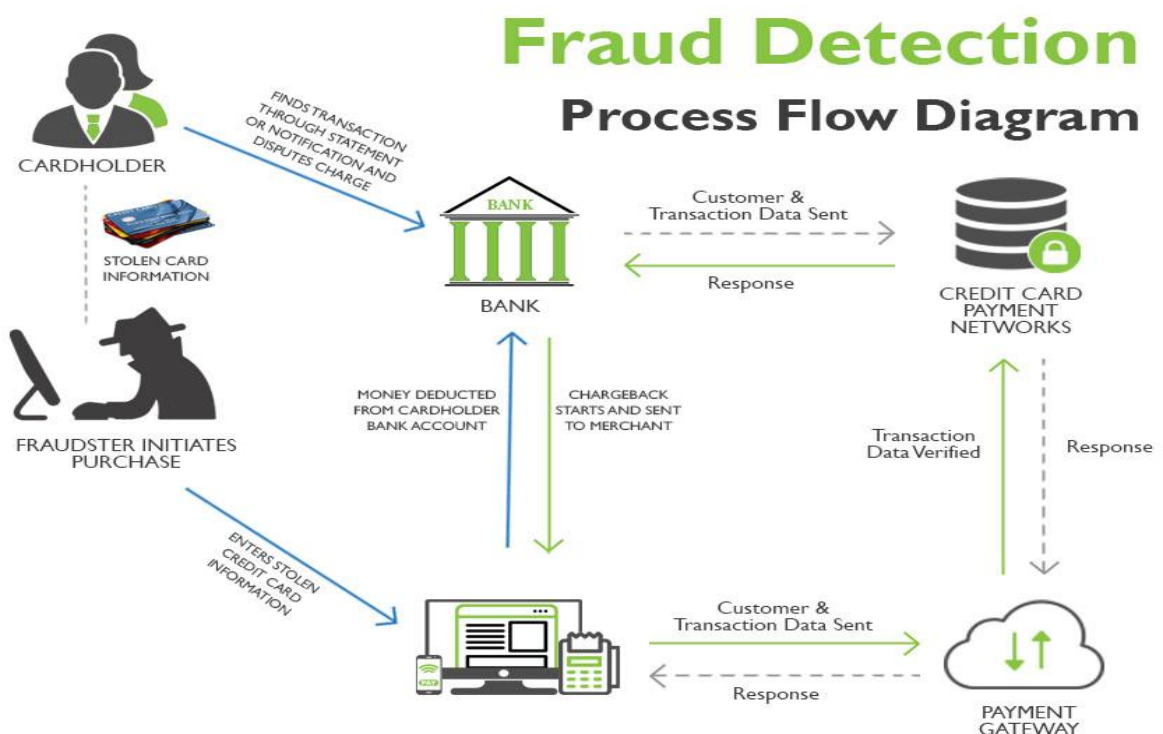 Fraud Detection
Process Flow Diagram
CARDHOLDER
FINDS TRANSACTION
THROUGH STATEMENT
OR NOTIFICATION AND
DISPUTES CHARGE
STOLEN CARD
INFORMATION
BANK
BANK
Customer &
Transaction Data Sent
Response
CREDIT CARD
PAYMENT
NETWORKS
FRAUDSTER INITIATES
PURCHASE
MONEY DEDUCTED
FROM CARDHOLDER
BANK ACCOUNT
CHARGEBACK
STARTS AND SENT
TO MERCHANT
Transaction
Data Verified
Response
ENTERS STOLEN
CREDIT CARD
INFORMATION
PAY
Customer &
Transaction Data Sent
Response
PAYMENT
GATEWAY